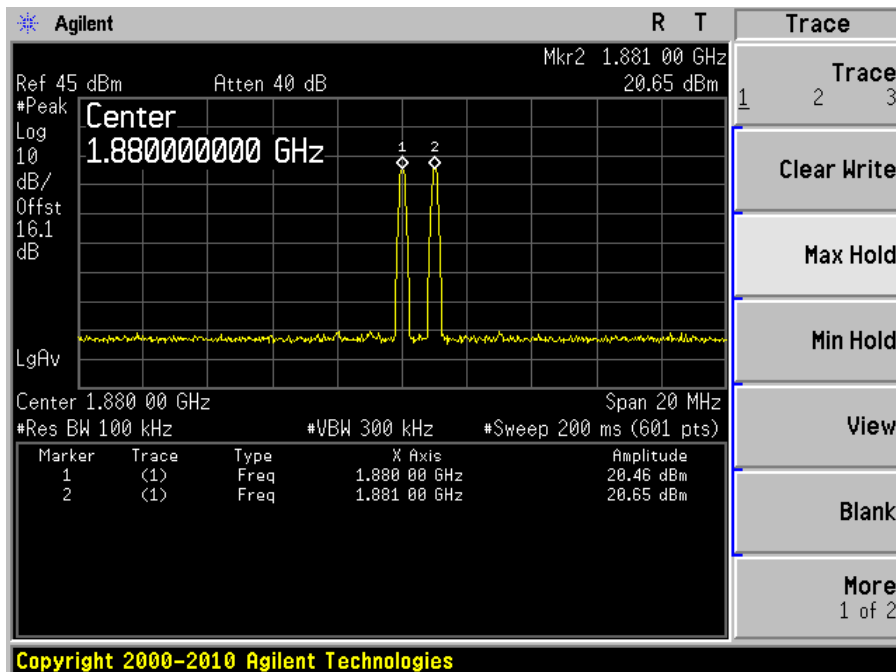 Agilent R T Trace
Mkr2 1.881 00 GHz
Ref 45 dBm Atten 40 dB 20.65 dBm
#Peak
Log
10
dB/
Offst
16.1
dB
LgAv
Center
1.880000000 GHz
1 2
Center 1.880 00 GHz Span 20 MHz
#Res BW 100 kHz #VBW 300 kHz #Sweep 200 ms (601 pts)
Marker Trace Type X Axis Amplitude
1 (1) Freq 1.880 00 GHz 20.46 dBm
2 (1) Freq 1.881 00 GHz 20.65 dBm
Trace
1 2 3
Clear Write
Max Hold
Min Hold
View
Blank
More
1 of 2
Copyright 2000-2010 Agilent Technologies